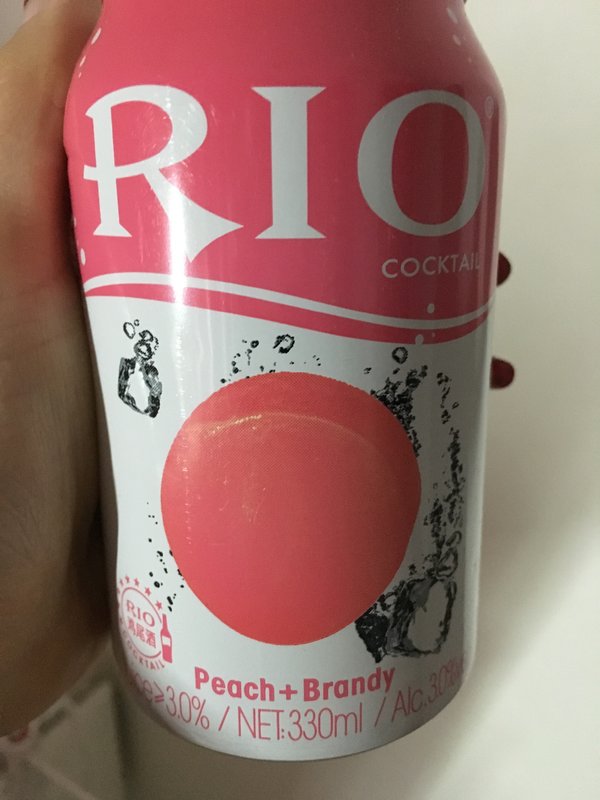 RIO®
COCKTAIL
RIO
鸡尾酒
COCKTAIL
Peach+Brandy
≥3.0% / NET:330ml / Alc.3.0%